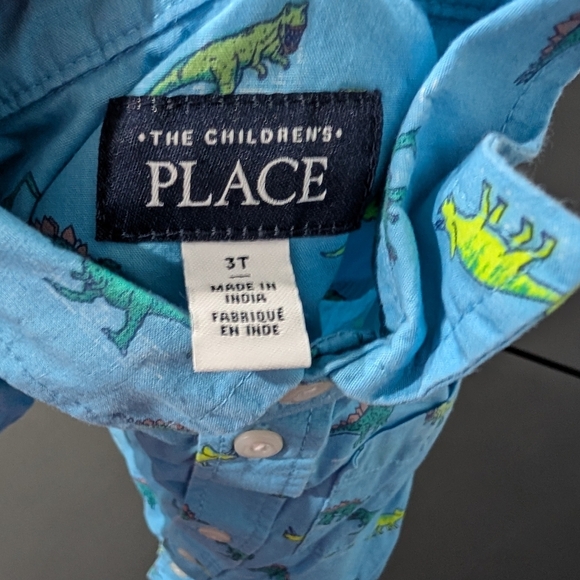 •THE CHILDREN'S•
PLACE
3T
MADE IN
INDIA
FABRIQUÉ
EN INDE